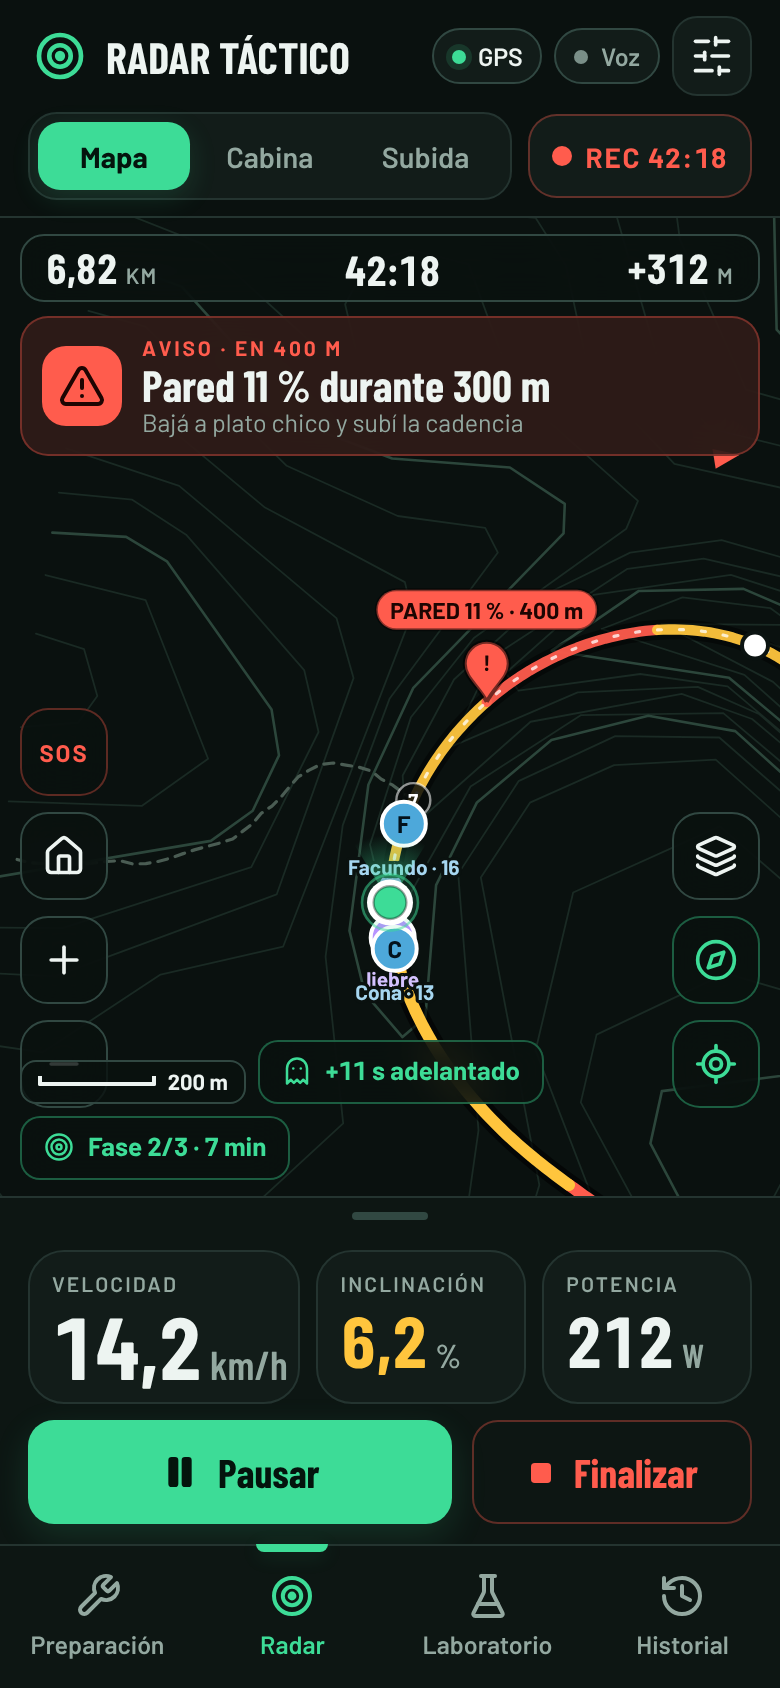 RADAR TÁCTICO
GPS
Voz
Mapa
Cabina
Subida
REC 42:18
6,82 KM
42:18
+312 M
AVISO · EN 400 M
Pared 11 % durante 300 m
Bajá a plato chico y subí la cadencia
PARED 11 % · 400 m
!
SOS
7
F
Facundo · 16
C
liebre
200 m
+11 s adelantado
Fase 2/3 · 7 min
VELOCIDAD
14,2 km/h
INCLINACIÓN
6,2 %
POTENCIA
212 W
Pausar
Finalizar
Preparación
Radar
Laboratorio
Historial